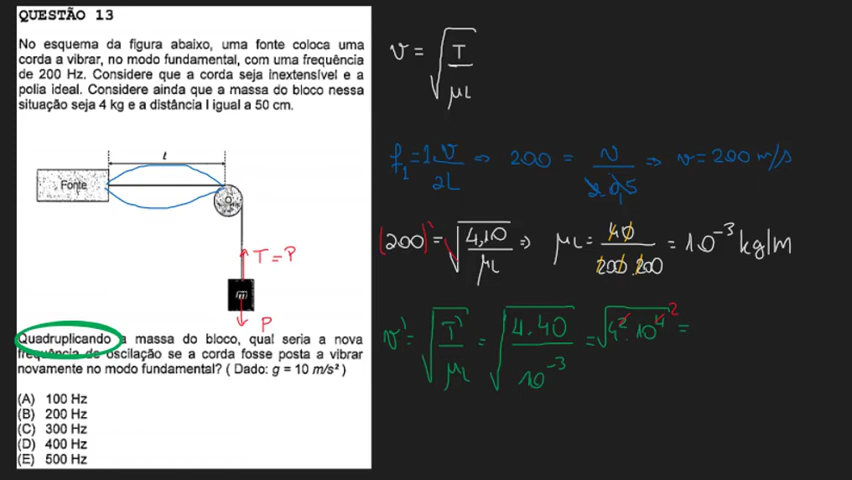 QUESTÃO 13
No esquema da figura abaixo, uma fonte coloca uma
corda a vibrar, no modo fundamental, com uma frequência
de 200 Hz. Considere que a corda seja inextensível e a
polia ideal. Considere ainda que a massa do bloco nessa
situação seja 4 kg e a distância l igual a 50 cm.
ℓ
Fonte
T = P
m
P
Quadruplicando a massa do bloco, qual seria a nova
frequência de oscilação se a corda fosse posta a vibrar
novamente no modo fundamental? ( Dado: g = 10 m/s² )
(A) 100 Hz
(B) 200 Hz
(C) 300 Hz
(D) 400 Hz
(E) 500 Hz
v = √(T/μL)
f₁ = 1.v/2L ⇒ 200 = v/2.0,5 ⇒ v = 200 m/s
(200)² = √(4.10/μL) ⇒ μL = 40/200.200 = 10⁻³ kg/m
v' = √(T'/μL) = √(4.40/10⁻³) = √(4².10⁴) ² =